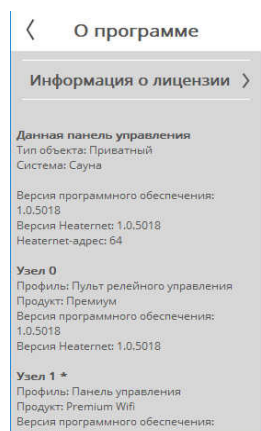 О программе
Информация о лицензии
Данная панель управления
Тип объекта: Приватный
Система: Сауна
Версия программного обеспечения:
1.0.5018
Версия Heaternet: 1.0.5018
Heaternet-адрес: 64
Узел 0
Профиль: Пульт релейного управления
Продукт: Премиум
Версия программного обеспечения:
1.0.5018
Версия Heaternet: 1.0.5018
Узел 1 *
Профиль: Панель управления
Продукт: Premium Wifi
Версия программного обеспечения: